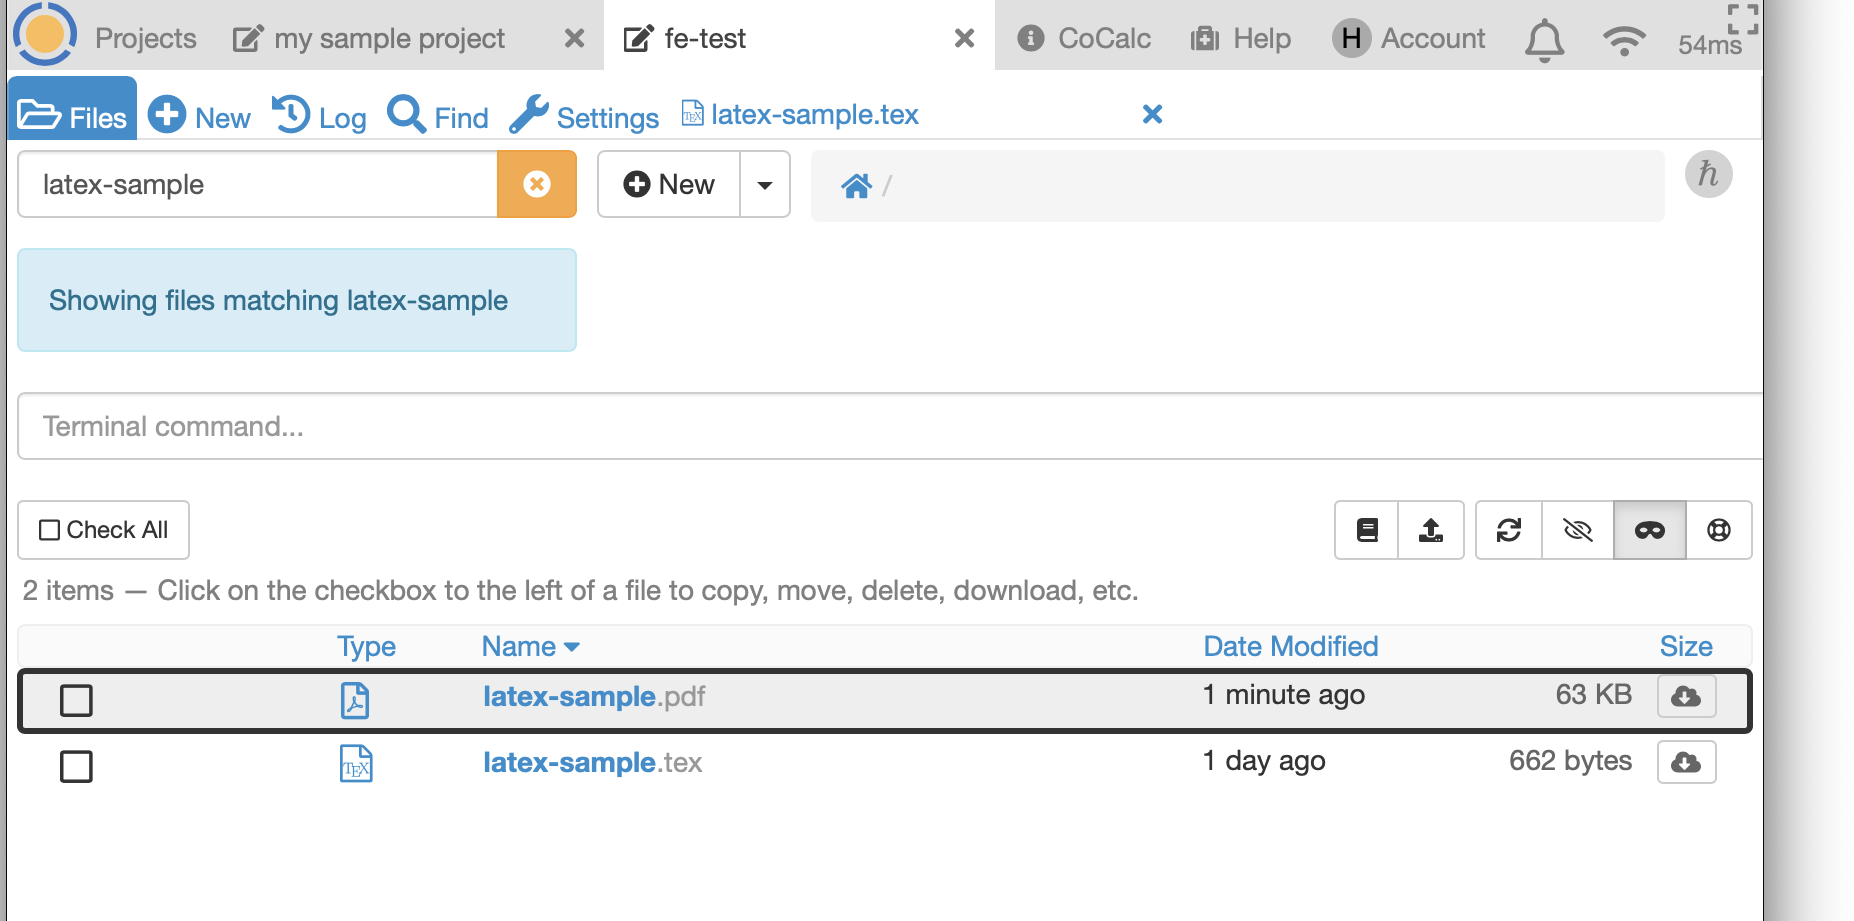 Projects my sample project fe-test CoCalc Help H Account 54ms
Files New Log Find Settings TEX latex-sample.tex
latex-sample New / ℏ
Showing files matching latex-sample
Terminal command...
Check All
2 items — Click on the checkbox to the left of a file to copy, move, delete, download, etc.
Type Name Date Modified Size
latex-sample.pdf 1 minute ago 63 KB
TEX latex-sample.tex 1 day ago 662 bytes